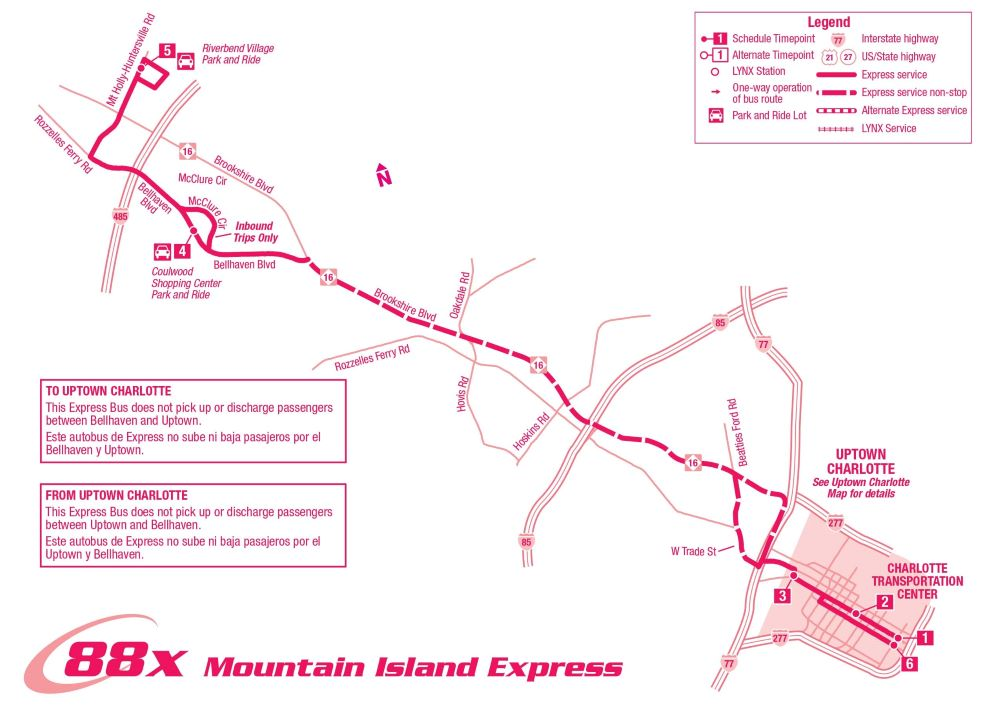 Mt Holly-Huntersville Rd
5
Riverbend Village
Park and Ride
Rozzelles Ferry Rd
16
Brookshire Blvd
McClure Cir
Bellhaven
Blvd
McClure Cir
485
Inbound
Trips Only
4
Coulwood
Shopping Center
Park and Ride
Bellhaven Blvd
N
Legend
1 Schedule Timepoint
1 Alternate Timepoint
LYNX Station
One-way operation
of bus route
Park and Ride Lot
77 Interstate highway
21 27 US/State highway
Express service
Express service non-stop
Alternate Express service
LYNX Service
16
Brookshire Blvd
Oakdale Rd
Rozzelles Ferry Rd
16
Hovis Rd
Hoskins Rd
85
77
Beatties Ford Rd
16
85
W Trade St
UPTOWN
CHARLOTTE
See Uptown Charlotte
Map for details
277
CHARLOTTE
TRANSPORTATION
CENTER
3
2
1
6
277
77
TO UPTOWN CHARLOTTE
This Express Bus does not pick up or discharge passengers
between Bellhaven and Uptown.
Este autobus de Express no sube ni baja pasajeros por el
Bellhaven y Uptown.
FROM UPTOWN CHARLOTTE
This Express Bus does not pick up or discharge passengers
between Uptown and Bellhaven.
Este autobus de Express no sube ni baja pasajeros por el
Uptown y Bellhaven.
88x Mountain Island Express